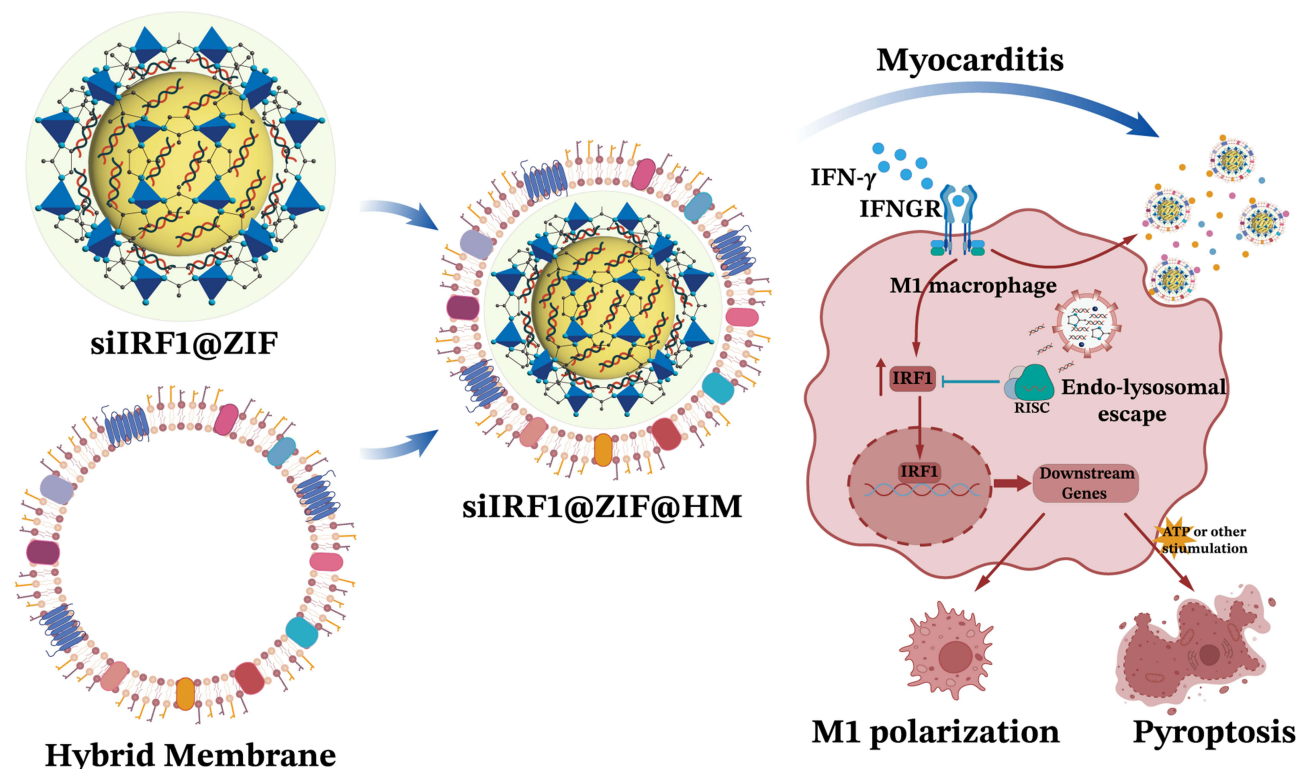 siIRF1@ZIF
Hybrid Membrane
siIRF1@ZIF@HM
Myocarditis
IFN-γ
IFNGR
M1 macrophage
IRF1
RISC
Endo-lysosomal
escape
IRF1
Downstream
Genes
ATP or other
stiumulation
M1 polarization
Pyroptosis